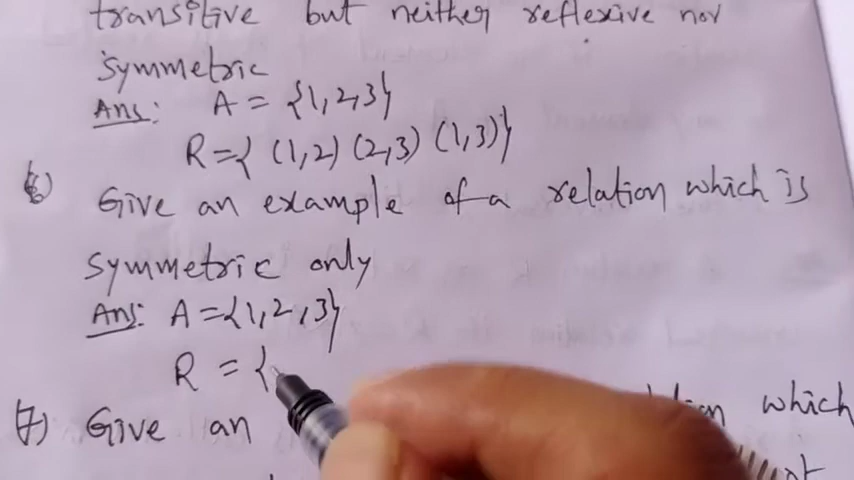 transitive but neither reflexive nor
symmetric
Ans: A = {1,2,3}
R={ (1,2) (2,3) (1,3)}
6) Give an example of a relation which is
symmetric only
Ans: A={1,2,3}
R = {
7) Give an which